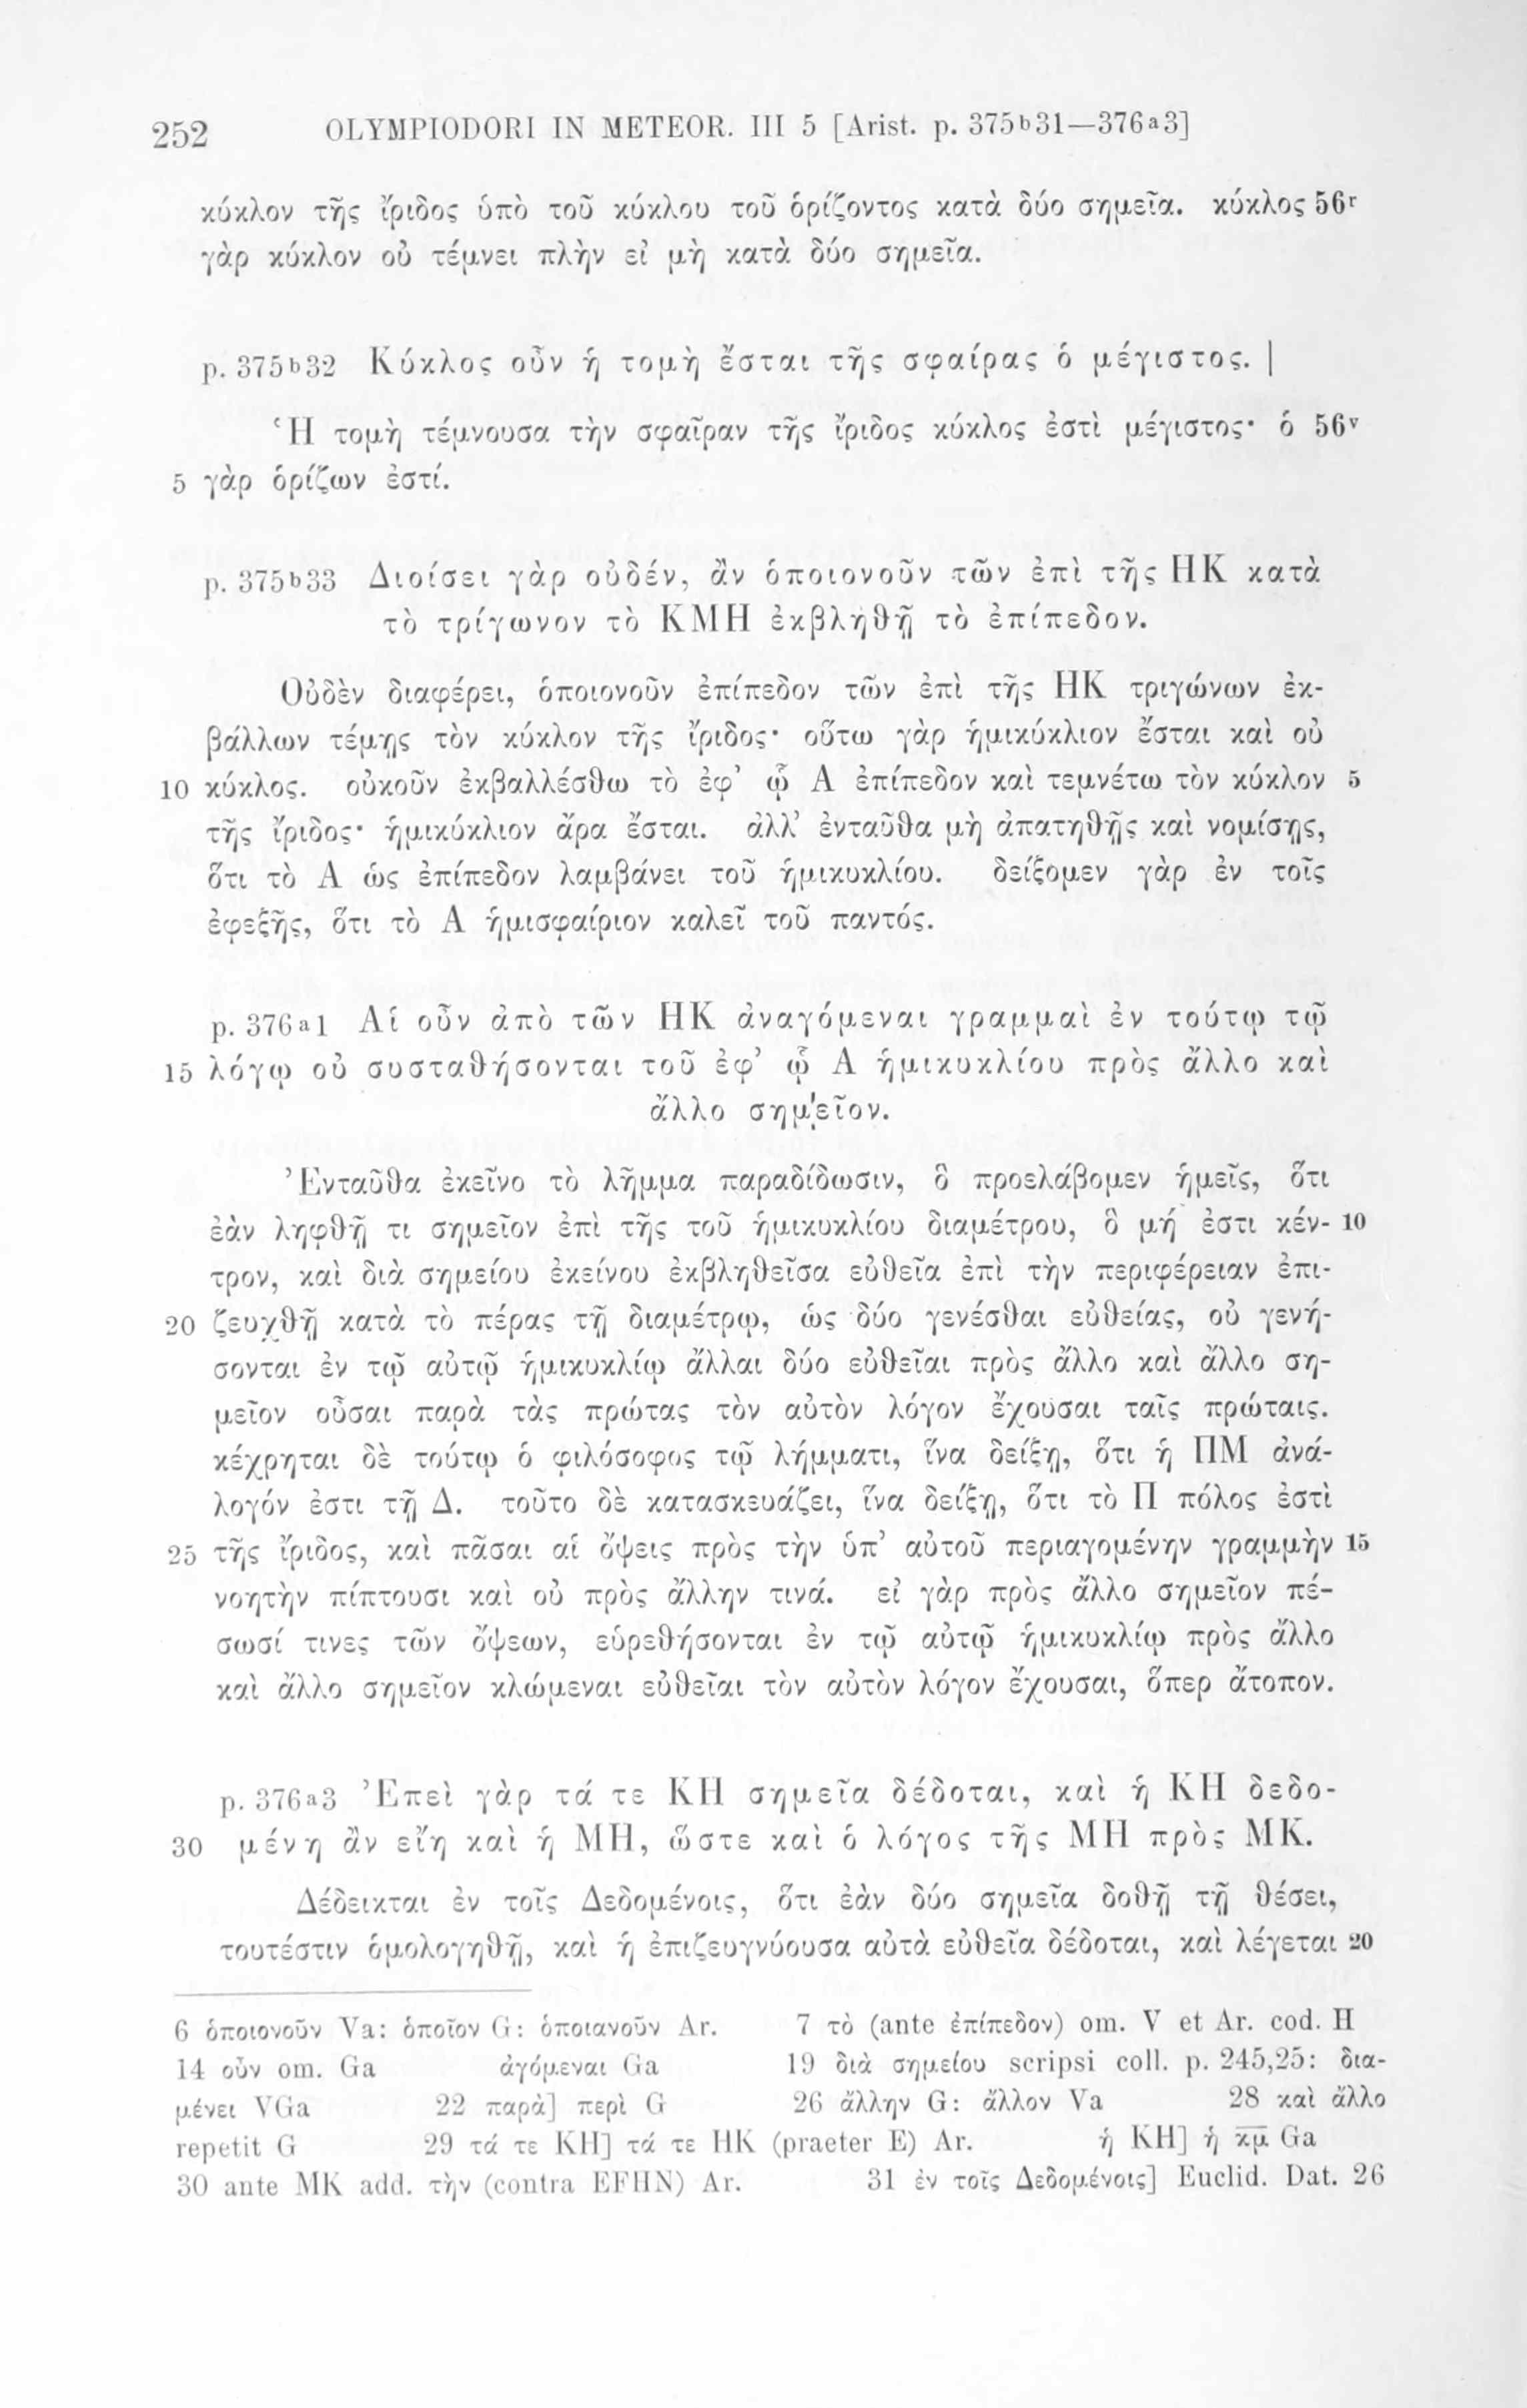 252 OLYMPIODORI IN METEOR. III 5 [Arist. p. 375b31—376a3]
κύκλον τῆς ἴριδος ὑπὸ τοῦ κύκλου τοῦ ὁρίζοντος κατὰ δύο σημεῖα. κύκλος 56r
γὰρ κύκλον οὐ τέμνει πλὴν εἰ μὴ κατὰ δύο σημεῖα.
p. 375b32 Κύκλος οὖν ἡ τομὴ ἔσται τῆς σφαίρας ὁ μέγιστος. |
Ἡ τομὴ τέμνουσα τὴν σφαῖραν τῆς ἴριδος κύκλος ἐστὶ μέγιστος· ὁ 56v
5 γὰρ ὁρίζων ἐστί.
p. 375b33 Διοίσει γὰρ οὐδέν, ἂν ὁποιονοῦν τῶν ἐπὶ τῆς ΗΚ κατὰ
τὸ τρίγωνον τὸ ΚΜΗ ἐκβληθῇ τὸ ἐπίπεδον.
Οὐδὲν διαφέρει, ὁποιονοῦν ἐπίπεδον τῶν ἐπὶ τῆς ΗΚ τριγώνων ἐκ-
βάλλων τέμῃς τὸν κύκλον τῆς ἴριδος· οὕτω γὰρ ἡμικύκλιον ἔσται καὶ οὐ
10 κύκλος. οὐκοῦν ἐκβαλλέσθω τὸ ἐφ’ ᾧ Α ἐπίπεδον καὶ τεμνέτω τὸν κύκλον 5
τῆς ἴριδος· ἡμικύκλιον ἄρα ἔσται. ἀλλ’ ἐνταῦθα μὴ ἀπατηθῇς καὶ νομίσῃς,
ὅτι τὸ Α ὡς ἐπίπεδον λαμβάνει τοῦ ἡμικυκλίου. δείξομεν γὰρ ἐν τοῖς
ἐφεξῆς, ὅτι τὸ Α ἡμισφαίριον καλεῖ τοῦ παντός.
p. 376a1 Αἱ οὖν ἀπὸ τῶν ΗΚ ἀναγόμεναι γραμμαὶ ἐν τούτῳ τῷ
15 λόγῳ οὐ συσταθήσονται τοῦ ἐφ’ ᾧ Α ἡμικυκλίου πρὸς ἄλλο καὶ
ἄλλο σημ|εῖον.
Ἐνταῦθα ἐκεῖνο τὸ λῆμμα παραδίδωσιν, ὃ προελάβομεν ἡμεῖς, ὅτι
ἐὰν ληφθῇ τι σημεῖον ἐπὶ τῆς τοῦ ἡμικυκλίου διαμέτρου, ὃ μή ἐστι κέν- 10
τρον, καὶ διὰ σημείου ἐκείνου ἐκβληθεῖσα εὐθεῖα ἐπὶ τὴν περιφέρειαν ἐπι-
20 ζευχθῇ κατὰ τὸ πέρας τῇ διαμέτρῳ, ὡς δύο γενέσθαι εὐθείας, οὐ γενή-
σονται ἐν τῷ αὐτῷ ἡμικυκλίῳ ἄλλαι δύο εὐθεῖαι πρὸς ἄλλο καὶ ἄλλο ση-
μεῖον οὖσαι παρὰ τὰς πρώτας τὸν αὐτὸν λόγον ἔχουσαι ταῖς πρώταις.
κέχρηται δὲ τούτῳ ὁ φιλόσοφος τῷ λήμματι, ἵνα δείξῃ, ὅτι ἡ ΠΜ ἀνά-
λογόν ἐστι τῇ Δ. τοῦτο δὲ κατασκευάζει, ἵνα δείξῃ, ὅτι τὸ Π πόλος ἐστὶ
25 τῆς ἴριδος, καὶ πᾶσαι αἱ ὄψεις πρὸς τὴν ὑπ’ αὐτοῦ περιαγομένην γραμμὴν 15
νοητὴν πίπτουσι καὶ οὐ πρὸς ἄλλην τινά. εἰ γὰρ πρὸς ἄλλο σημεῖον πέ-
σωσί τινες τῶν ὄψεων, εὑρεθήσονται ἐν τῷ αὐτῷ ἡμικυκλίῳ πρὸς ἄλλο
καὶ ἄλλο σημεῖον κλώμεναι εὐθεῖαι τὸν αὐτὸν λόγον ἔχουσαι, ὅπερ ἄτοπον.
p. 376a3 Ἐπεὶ γὰρ τά τε ΚΗ σημεῖα δέδοται, καὶ ἡ ΚΗ δεδο-
30 μένη ἂν εἴη καὶ ἡ ΜΗ, ὥστε καὶ ὁ λόγος τῆς ΜΗ πρὸς ΜΚ.
Δέδεικται ἐν τοῖς Δεδομένοις, ὅτι ἐὰν δύο σημεῖα δοθῇ τῇ θέσει,
τουτέστιν ὁμολογηθῇ, καὶ ἡ ἐπιζευγνύουσα αὐτὰ εὐθεῖα δέδοται, καὶ λέγεται 20
6 ὁποιονοῦν Va: ὁποῖον G: ὁποιανοῦν Ar. 7 τὸ (ante ἐπίπεδον) om. V et Ar. cod. H
14 οὖν om. Ga ἀγόμεναι Ga 19 διὰ σημείου scripsi coll. p. 245,25: δια-
μένει VGa 22 παρὰ] περὶ G 26 ἄλλην G: ἄλλον Va 28 καὶ ἄλλο
repetit G 29 τά τε ΚΗ] τά τε ΗΚ (praeter E) Ar. ἡ ΚΗ] ἡ κ̅μ̅ Ga
30 ante ΜΚ add. τὴν (contra EFHN) Ar. 31 ἐν τοῖς Δεδομένοις] Euclid. Dat. 26